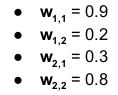 ● w1,1 = 0.9
● w1,2 = 0.2
● w2,1 = 0.3
● w2,2 = 0.8